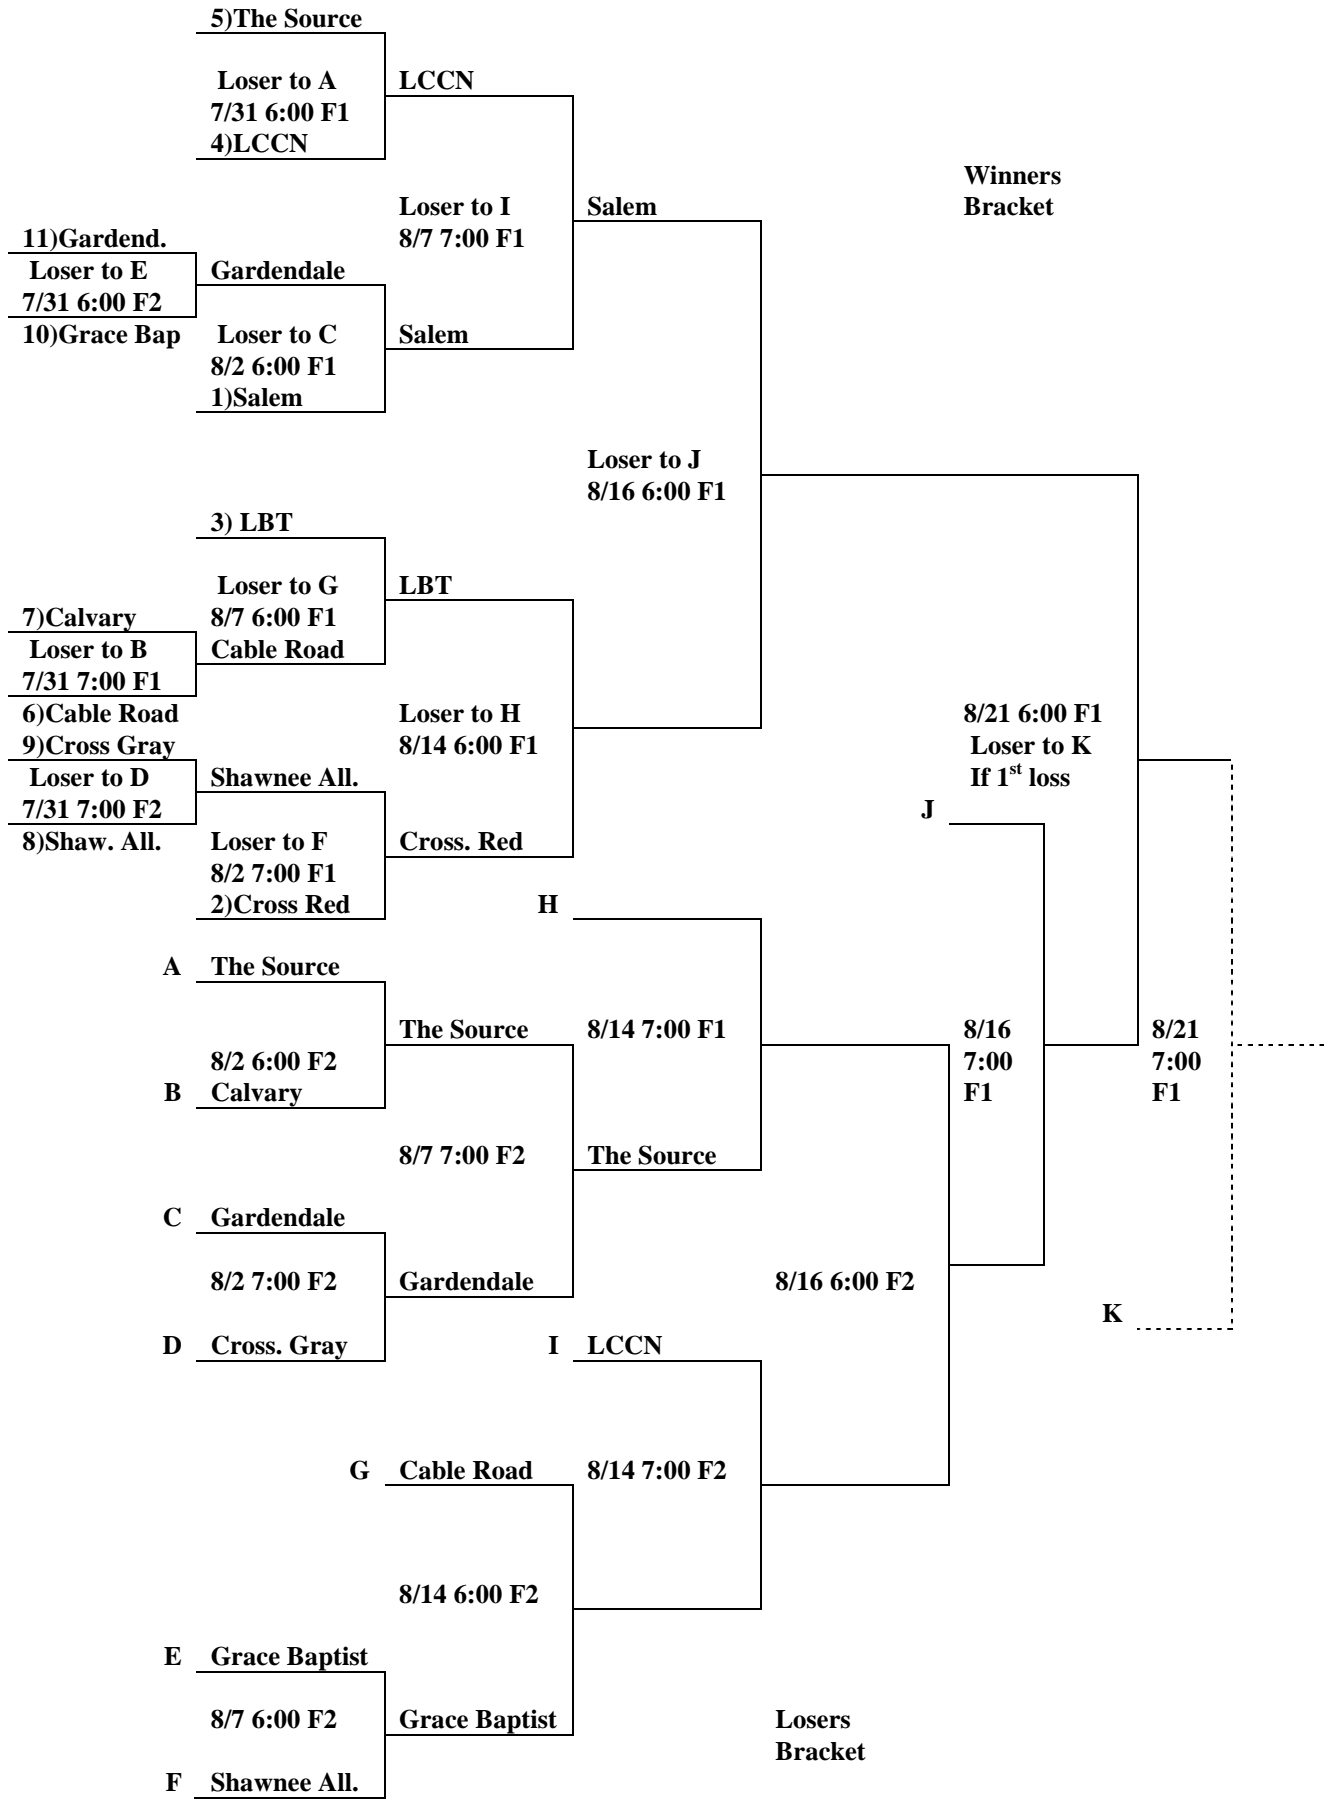 5)The Source
Loser to A
7/31 6:00 F1
4)LCCN
LCCN
Winners
Bracket
Loser to I
8/7 7:00 F1
Salem
11)Gardend.
Loser to E
7/31 6:00 F2
10)Grace Bap
Gardendale
Loser to C
8/2 6:00 F1
1)Salem
Salem
Loser to J
8/16 6:00 F1
3) LBT
Loser to G
8/7 6:00 F1
Cable Road
LBT
7)Calvary
Loser to B
7/31 7:00 F1
6)Cable Road
9)Cross Gray
Loser to D
7/31 7:00 F2
8)Shaw. All.
Loser to H
8/14 6:00 F1
Shawnee All.
Loser to F
8/2 7:00 F1
2)Cross Red
Cross. Red
8/21 6:00 F1
Loser to K
If 1st loss
J
H
A The Source
8/2 6:00 F2
B Calvary
The Source
8/14 7:00 F1
8/16
7:00
F1
8/21
7:00
F1
8/7 7:00 F2
The Source
C Gardendale
8/2 7:00 F2
D Cross. Gray
Gardendale
8/16 6:00 F2
K
I LCCN
G Cable Road
8/14 7:00 F2
8/14 6:00 F2
E Grace Baptist
8/7 6:00 F2
F Shawnee All.
Grace Baptist
Losers
Bracket